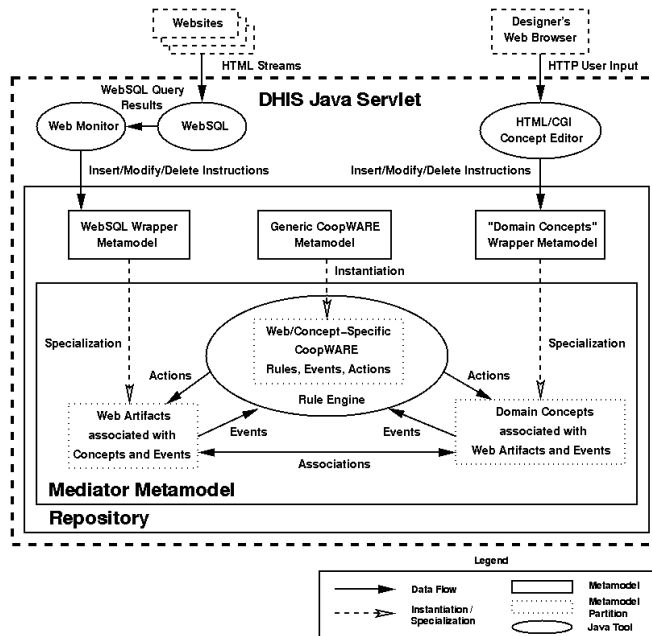 Websites
Designer's
Web Browser
HTML Streams
HTTP User Input
WebSQL Query
Results
DHIS Java Servlet
Web Monitor
WebSQL
HTML/CGI
Concept Editor
Insert/Modify/Delete Instructions
Insert/Modify/Delete Instructions
WebSQL Wrapper
Metamodel
Generic CoopWARE
Metamodel
"Domain Concepts"
Wrapper Metamodel
Instantiation
Web/Concept-Specific
CoopWARE
Rules, Events, Actions
Specialization
Specialization
Actions
Actions
Rule Engine
Web Artifacts
associated with
Concepts and Events
Domain Concepts
associated with
Web Artifacts and Events
Events
Events
Associations
Mediator Metamodel
Repository
Legend
Data Flow
Metamodel
Instantiation /
Specialization
Metamodel
Partition
Java Tool